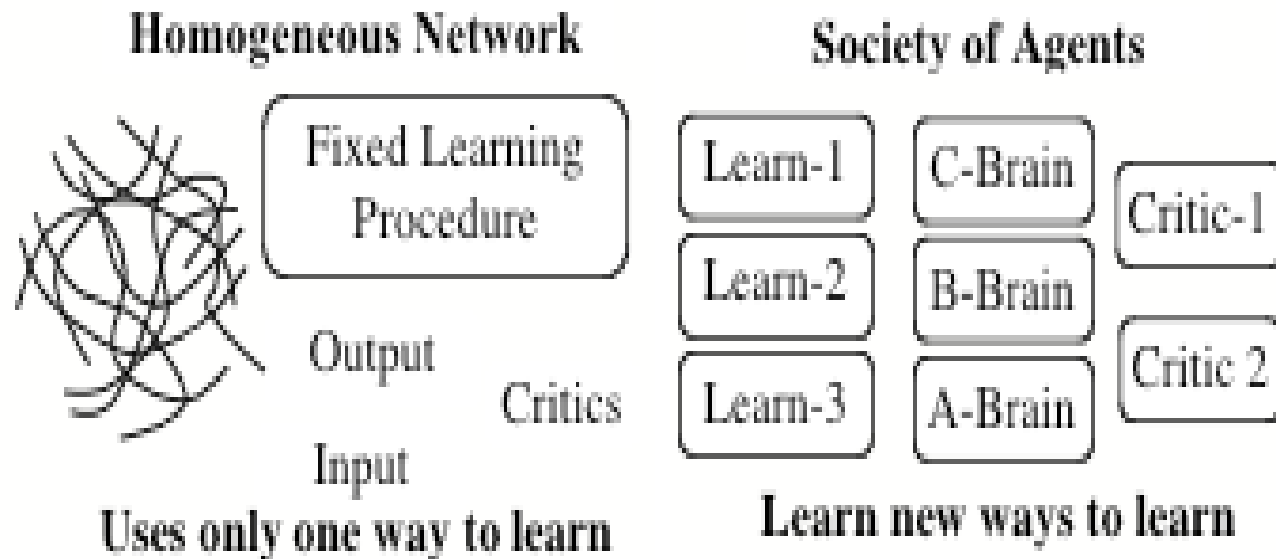 Homogeneous Network
Fixed Learning
Procedure
Output
Critics
Input
Uses only one way to learn
Society of Agents
Learn-1
Learn-2
Learn-3
C-Brain
B-Brain
A-Brain
Critic-1
Critic 2
Learn new ways to learn